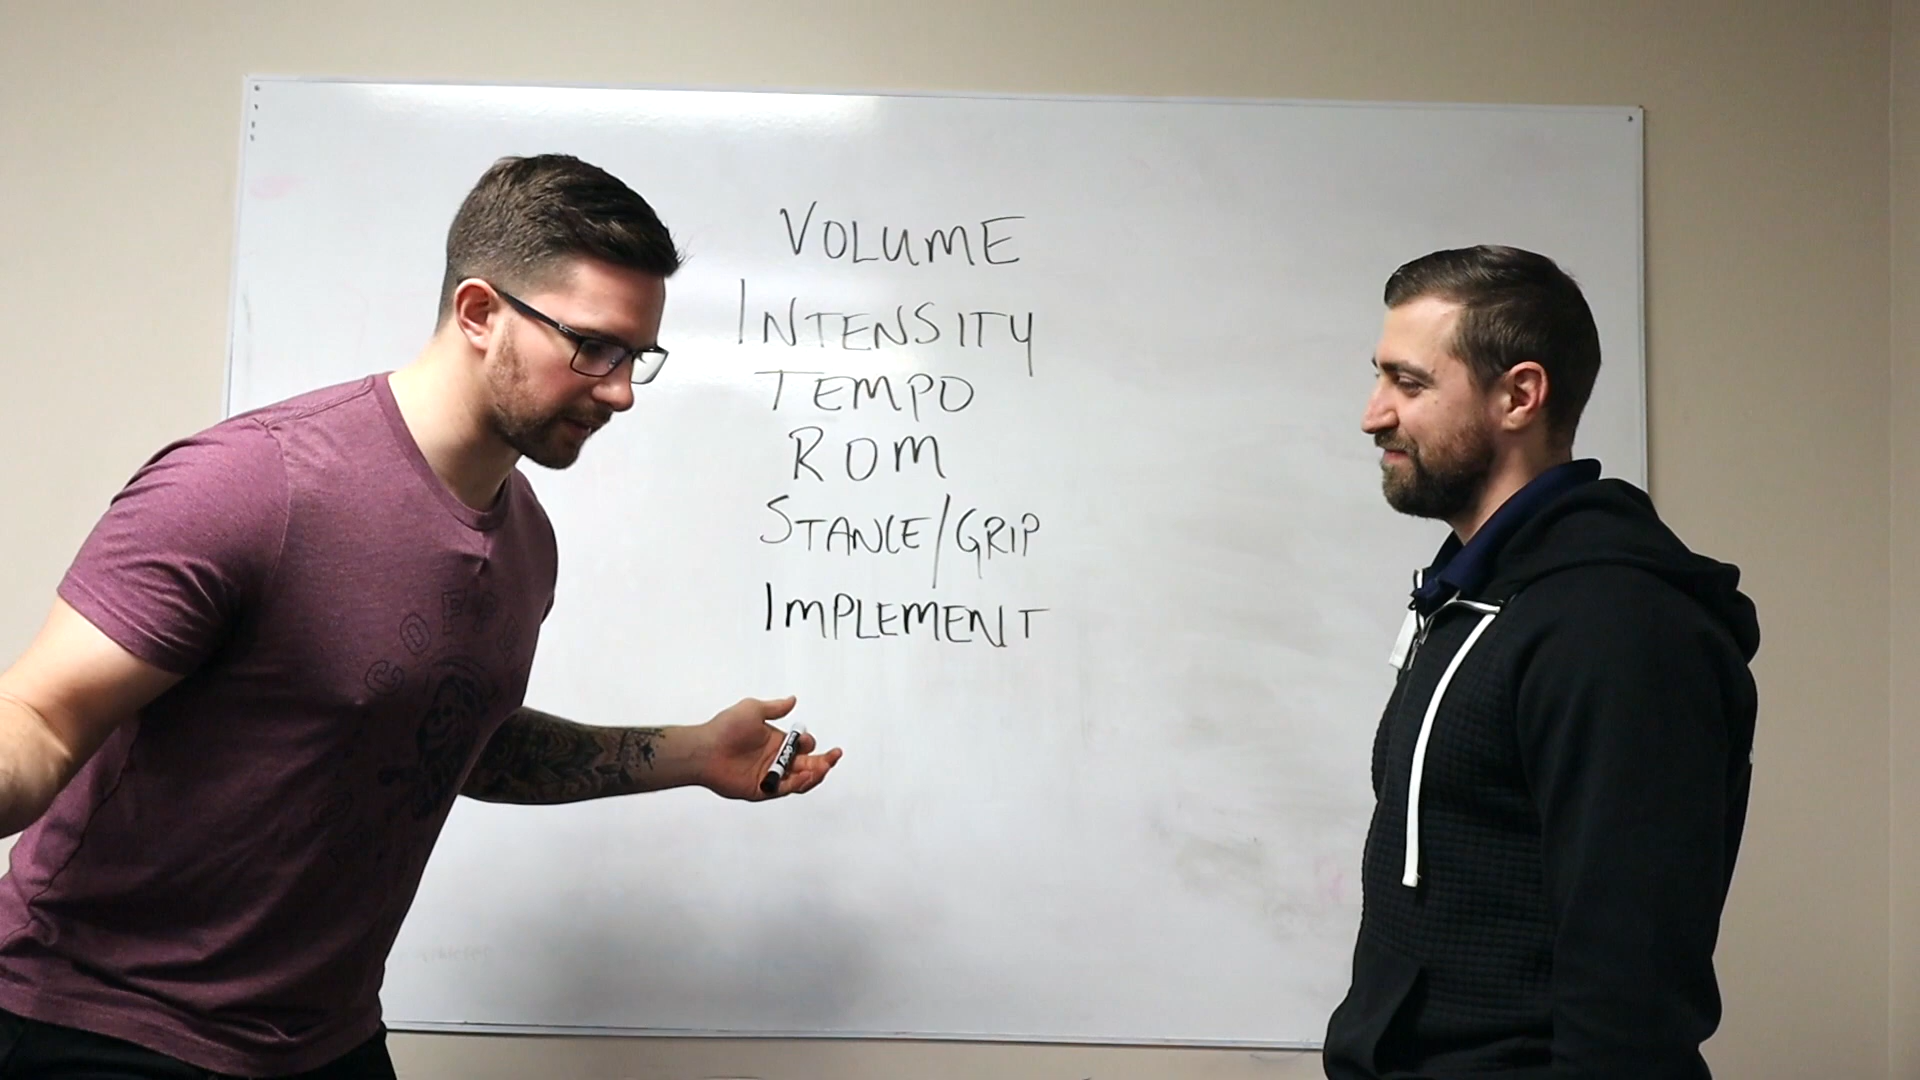 VOLUME
INTENSITY
TEMPO
ROM
STANCE/GRIP
IMPLEMENT